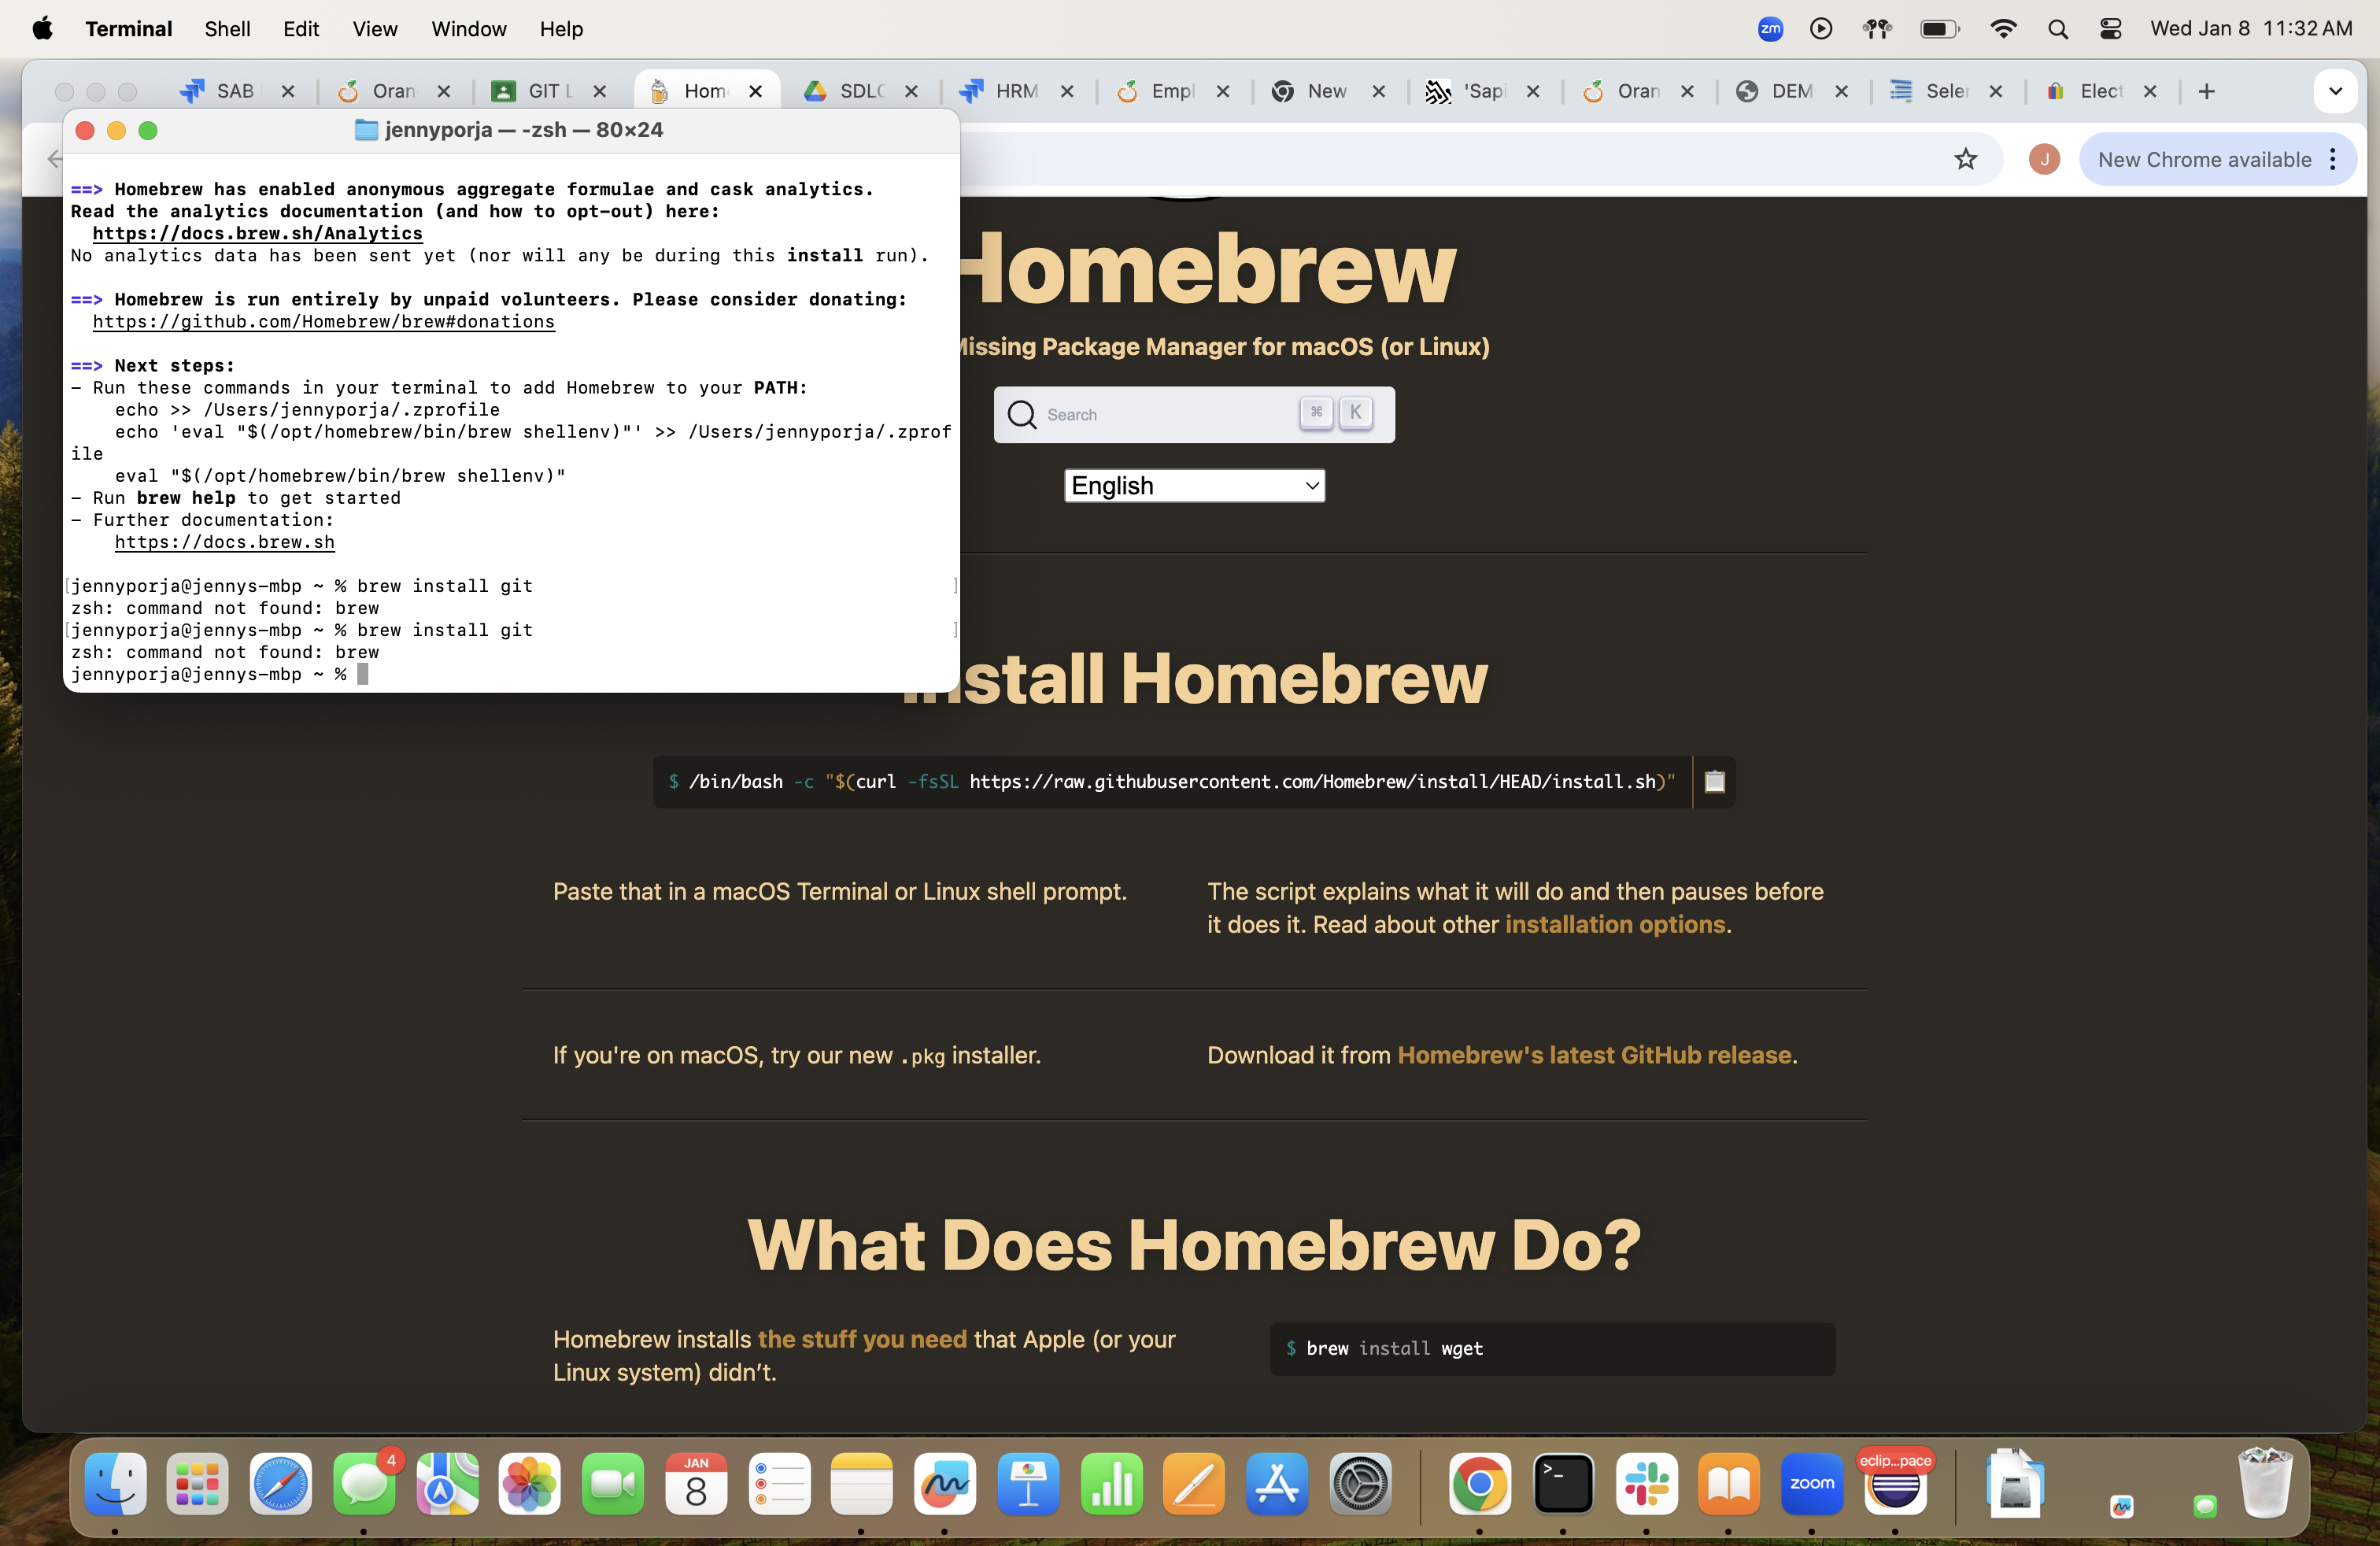 Terminal Shell Edit View Window Help zm Wed Jan 8 11:32 AM
SAB Oran GIT L Hom SDLC HRM Empl New 'Sapi Oran DEM Seler Elect
jennyporja — -zsh — 80×24
J New Chrome available
==> Homebrew has enabled anonymous aggregate formulae and cask analytics.
Read the analytics documentation (and how to opt-out) here:
https://docs.brew.sh/Analytics
No analytics data has been sent yet (nor will any be during this install run).
==> Homebrew is run entirely by unpaid volunteers. Please consider donating:
https://github.com/Homebrew/brew#donations
==> Next steps:
- Run these commands in your terminal to add Homebrew to your PATH:
echo >> /Users/jennyporja/.zprofile
echo 'eval "$(/opt/homebrew/bin/brew shellenv)"' >> /Users/jennyporja/.zprof
ile
eval "$(/opt/homebrew/bin/brew shellenv)"
- Run brew help to get started
- Further documentation:
https://docs.brew.sh
[jennyporja@jennys-mbp ~ % brew install git ]
zsh: command not found: brew
[jennyporja@jennys-mbp ~ % brew install git ]
zsh: command not found: brew
jennyporja@jennys-mbp ~ %
Homebrew
Missing Package Manager for macOS (or Linux)
Search ⌘ K
English
Install Homebrew
$ /bin/bash -c "$(curl -fsSL https://raw.githubusercontent.com/Homebrew/install/HEAD/install.sh)"
Paste that in a macOS Terminal or Linux shell prompt.
The script explains what it will do and then pauses before
it does it. Read about other installation options.
If you're on macOS, try our new .pkg installer.
Download it from Homebrew's latest GitHub release.
What Does Homebrew Do?
Homebrew installs the stuff you need that Apple (or your
Linux system) didn't.
$ brew install wget
4
JAN
8
>_
zoom
eclip...pace